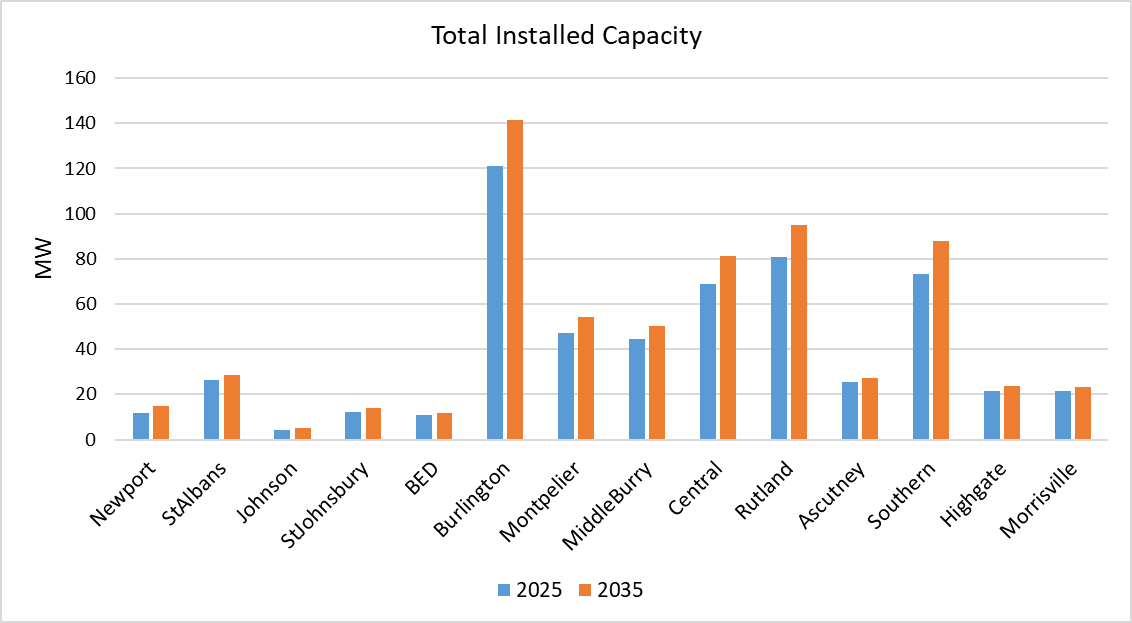 Total Installed Capacity
160
140
120
100
80
60
40
20
0
MW
Newport
StAlbans
Johnson
StJohnsbury
BED
Burlington
Montpelier
MiddleBurry
Central
Rutland
Ascutney
Southern
Highgate
Morrisville
2025 2035